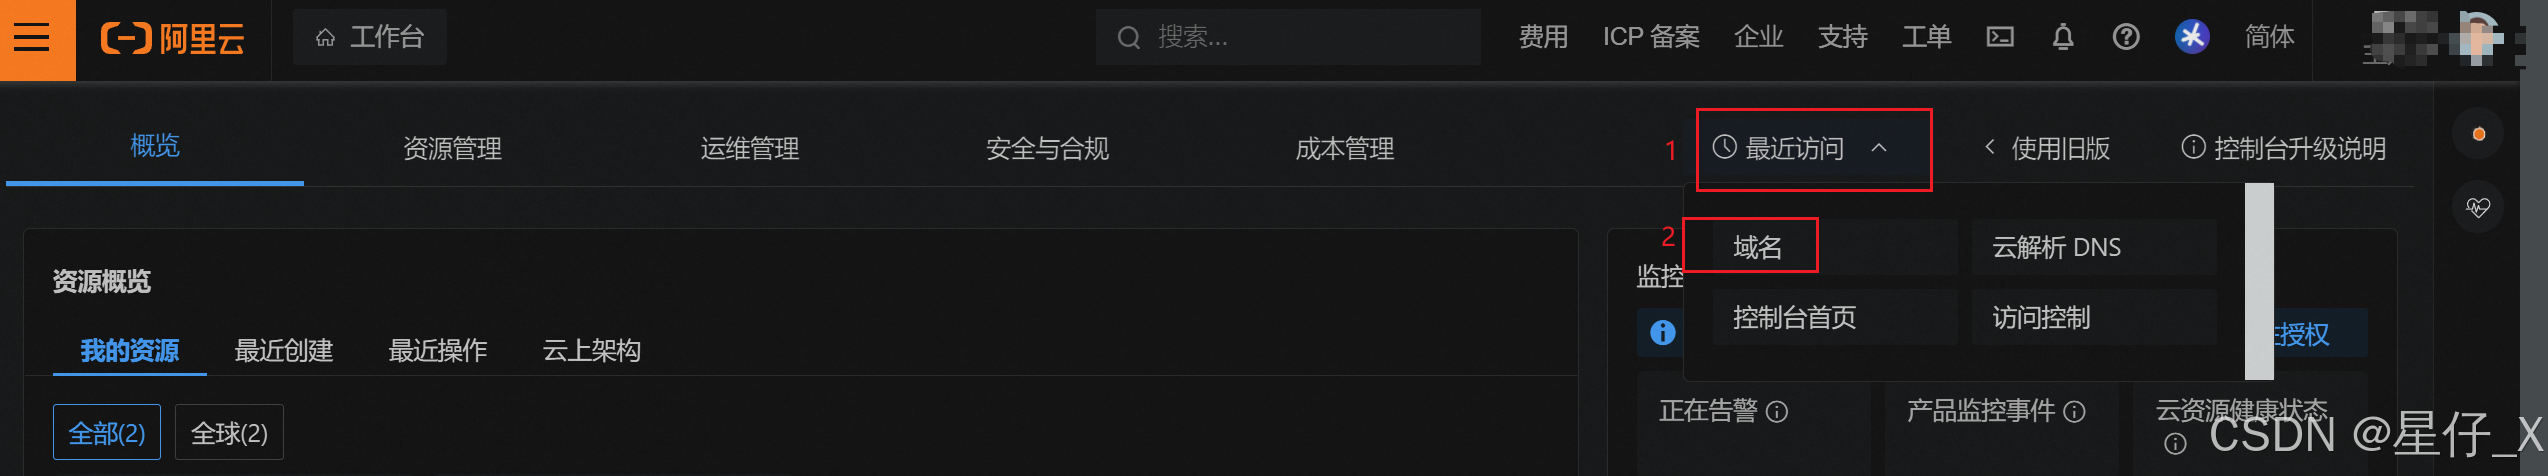 阿里云
工作台
搜索...
费用
ICP 备案
企业
支持
工单
简体
概览
资源管理
运维管理
安全与合规
成本管理
1
最近访问
使用旧版
控制台升级说明
2
域名
云解析 DNS
控制台首页
访问控制
资源概览
监控
我的资源
最近创建
最近操作
云上架构
授权
全部(2)
全球(2)
正在告警
产品监控事件
云资源健康状态
CSDN @星仔_X